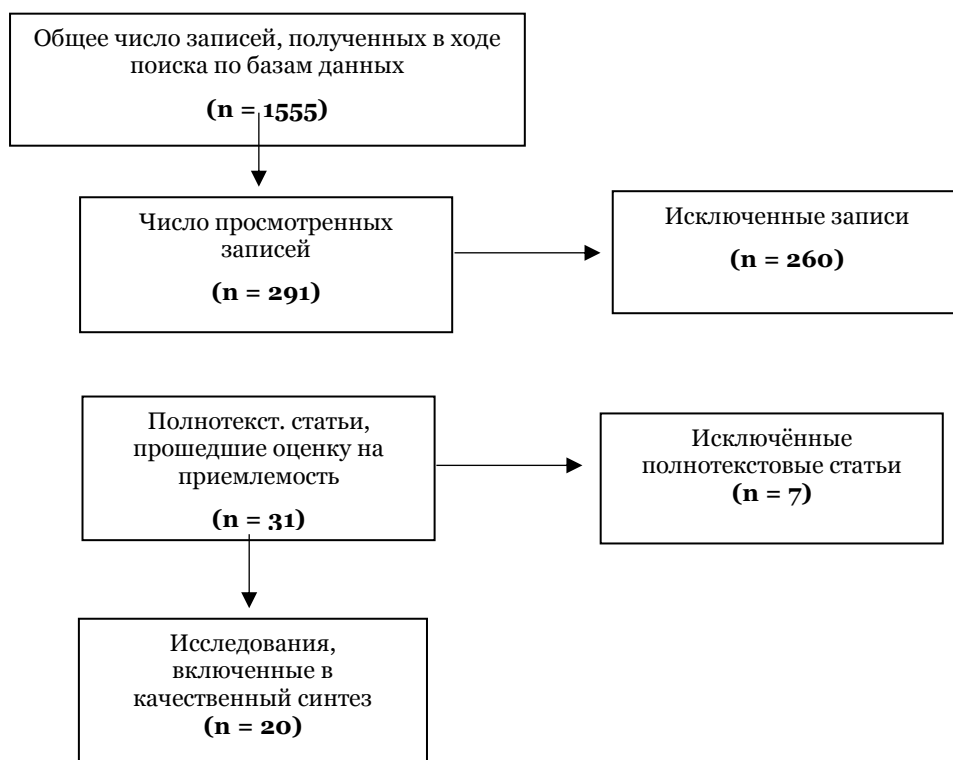 Общее число записей, полученных в ходе
поиска по базам данных
(n = 1555)
Число просмотренных
записей
(n = 291)
Исключенные записи
(n = 260)
Полнотекст. статьи,
прошедшие оценку на
приемлемость
(n = 31)
Исключённые
полнотекстовые статьи
(n = 7)
Исследования,
включенные в
качественный синтез
(n = 20)